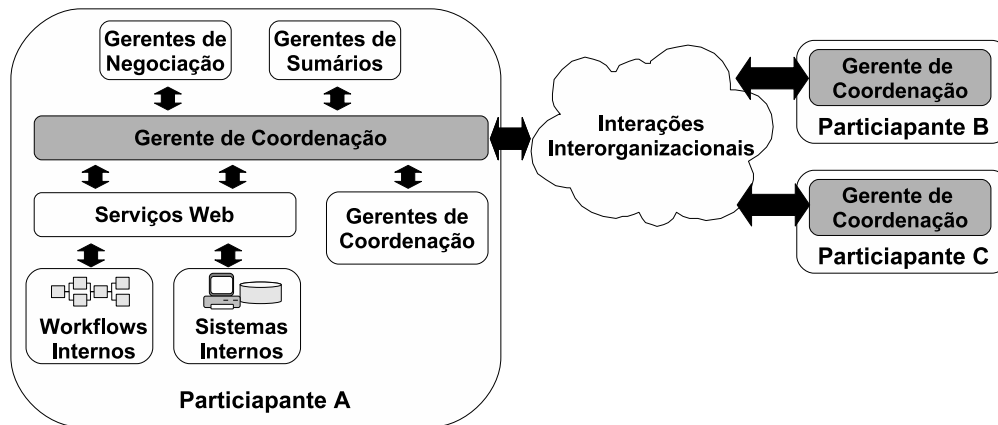 Gerentes de
Negociação
Gerentes de
Sumários
Gerente de Coordenação
Serviços Web
Gerentes de
Coordenação
Workflows
Internos
Sistemas
Internos
Particiapante A
Interações
Interorganizacionais
Gerente de
Coordenação
Particiapante B
Gerente de
Coordenação
Particiapante C